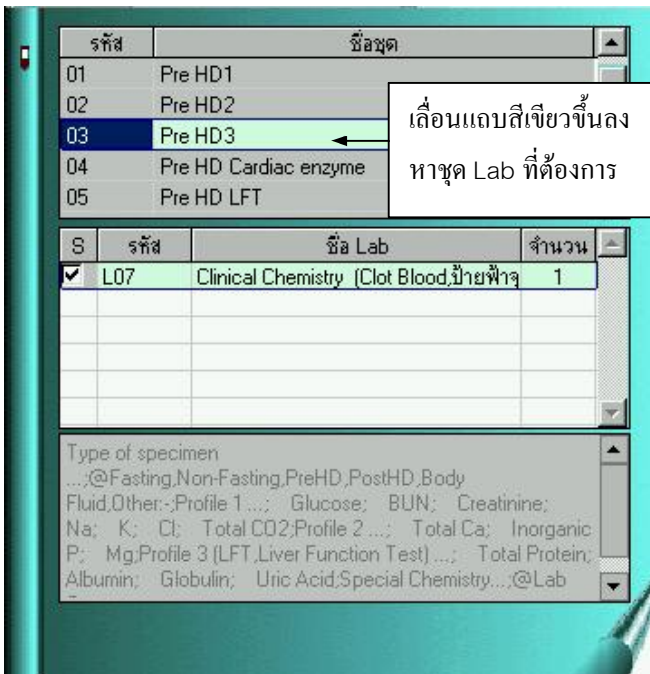 รหัส ชื่อชุด
01 Pre HD1
02 Pre HD2
03 Pre HD3
04 Pre HD Cardiac enzyme
05 Pre HD LFT
เลื่อนแถบสีเขียวขึ้นลง
หาชุด Lab ที่ต้องการ
S รหัส ชื่อ Lab จำนวน
L07 Clinical Chemistry (Clot Blood,ป้ายฟ้าจุ 1
Type of specimen
...;@Fasting,Non-Fasting,PreHD,PostHD,Body
Fluid,Other:-;Profile 1 ...; Glucose; BUN; Creatinine;
Na; K; Cl; Total CO2;Profile 2 ...; Total Ca; Inorganic
P; Mg;Profile 3 (LFT,Liver Function Test) ...; Total Protein;
Albumin; Globulin; Uric Acid;Special Chemistry...;@Lab